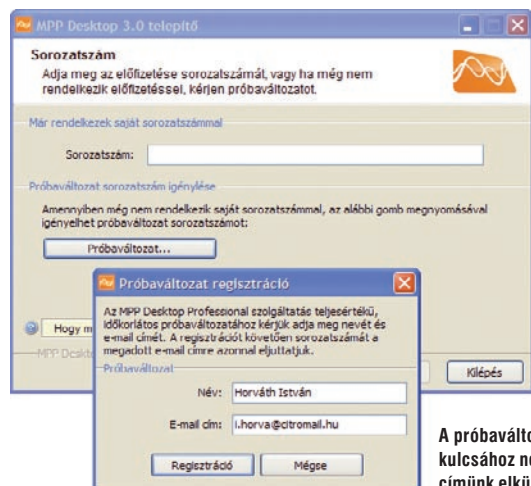 MPP Desktop 3.0 telepítő
Sorozatszám
Adja meg az előfizetése sorozatszámát, vagy ha még nem
rendelkezik előfizetéssel, kérjen próbaváltozatot.
Már rendelkezek saját sorozatszámmal
Sorozatszám:
Próbaváltozat sorozatszám igénylése
Amennyiben még nem rendelkezik saját sorozatszámmal, az alábbi gomb megnyomásával
igényelhet próbaváltozat sorozatszámot:
Próbaváltozat...
Hogy
MPP
Kilépés
Próbaváltozat regisztráció
Az MPP Desktop Professional szolgáltatás teljesértékű,
időkorlátos próbaváltozatához kérjük adja meg nevét és
e-mail címét. A regisztrációt követően sorozatszámát a
megadott e-mail címre azonnal eljuttatjuk.
Próbaváltozat
Név: Horváth István
E-mail cím: i.horva@citromail.hu
Regisztráció Mégse
A próbaválto
kulcsához ne
címünk elkü